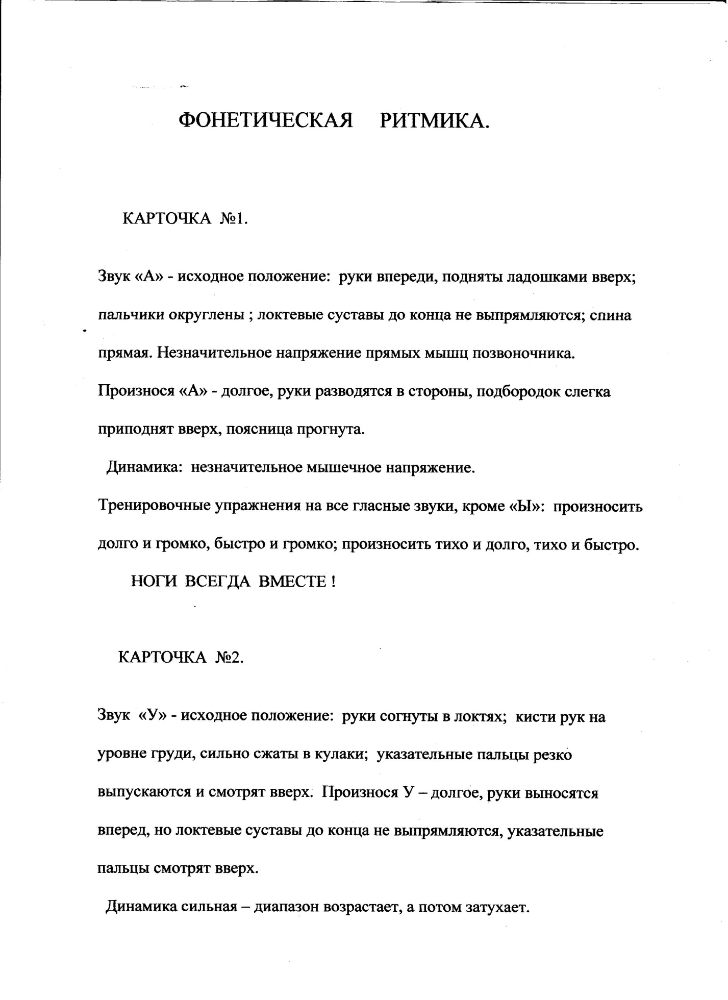 ФОНЕТИЧЕСКАЯ РИТМИКА.
КАРТОЧКА №1.
Звук «А» - исходное положение: руки впереди, подняты ладошками вверх;
пальчики округлены ; локтевые суставы до конца не выпрямляются; спина
прямая. Незначительное напряжение прямых мышц позвоночника.
Произнося «А» - долгое, руки разводятся в стороны, подбородок слегка
приподнят вверх, поясница прогнута.
Динамика: незначительное мышечное напряжение.
Тренировочные упражнения на все гласные звуки, кроме «Ы»: произносить
долго и громко, быстро и громко; произносить тихо и долго, тихо и быстро.
НОГИ ВСЕГДА ВМЕСТЕ !
КАРТОЧКА №2.
Звук «У» - исходное положение: руки согнуты в локтях; кисти рук на
уровне груди, сильно сжаты в кулаки; указательные пальцы резко
выпускаются и смотрят вверх. Произнося У – долгое, руки выносятся
вперед, но локтевые суставы до конца не выпрямляются, указательные
пальцы смотрят вверх.
Динамика сильная – диапазон возрастает, а потом затухает.